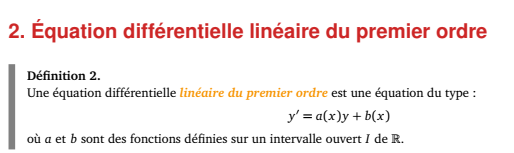 2. Équation différentielle linéaire du premier ordre
Définition 2.
Une équation différentielle linéaire du premier ordre est une équation du type :
y′ = a(x)y + b(x)
où a et b sont des fonctions définies sur un intervalle ouvert I de ℝ.